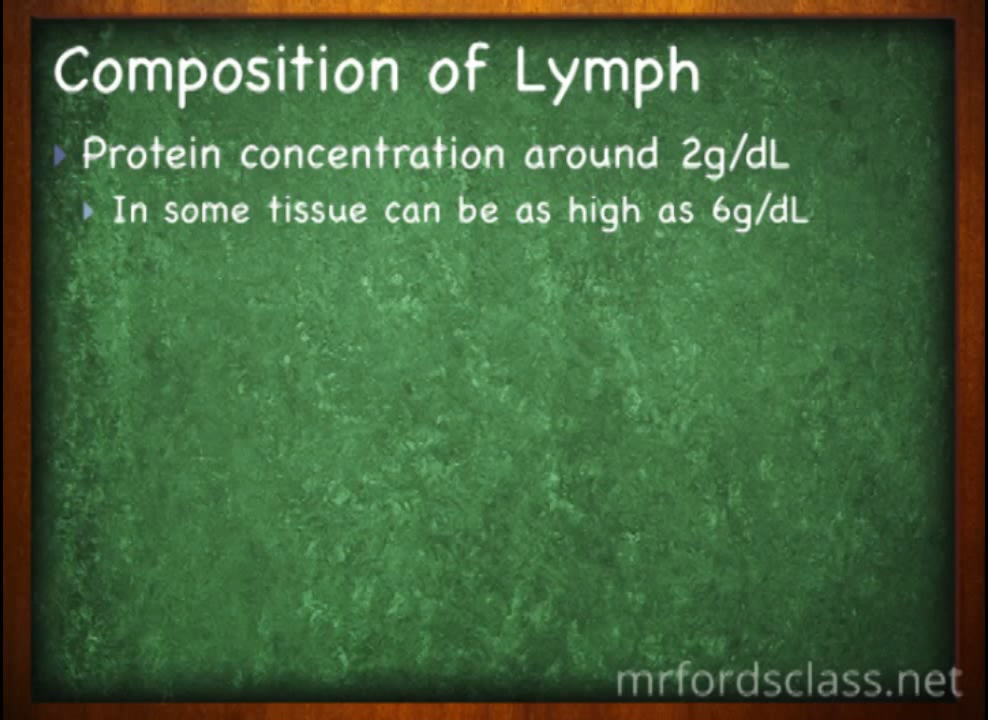 Composition of Lymph
Protein concentration around 2g/dL
In some tissue can be as high as 6g/dL
mrfordsclass.net